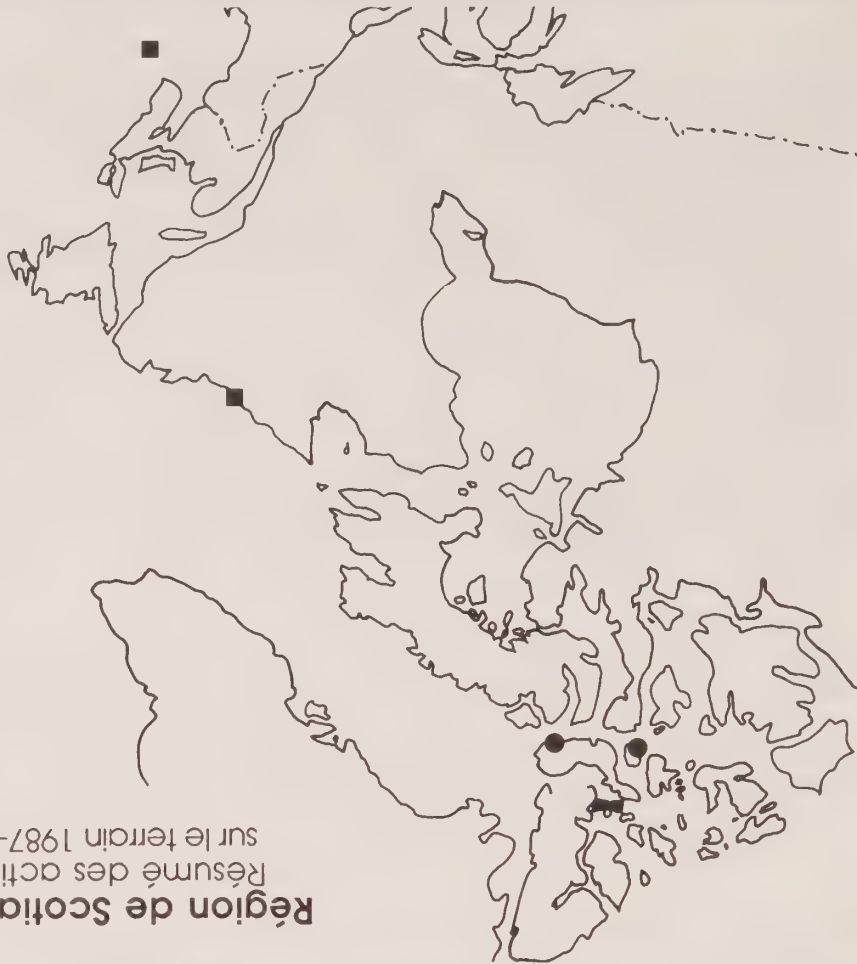 Région de Scotia
Résumé des acti
sur le terrain 1987-